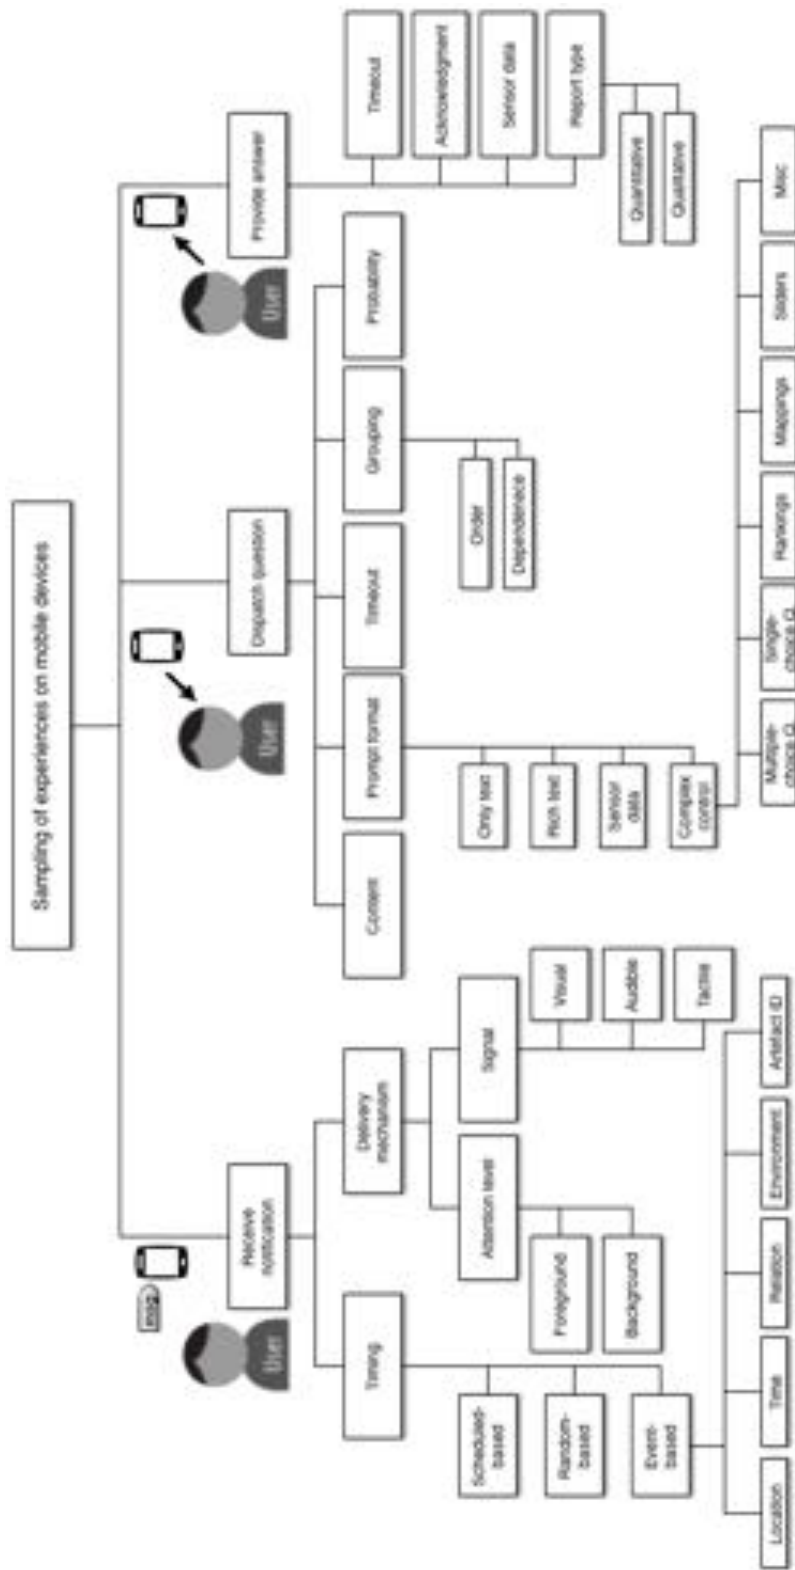 Sampling of experiences on mobile devices
msg
User
User
User
Receive
notification
Dispatch question
Provide answer
Timing
Delivery
mechanism
Content
Prompt format
Timeout
Grouping
Probability
Timeout
Acknowledgment
Sensor data
Report type
Scheduled-
based
Random-
based
Event-
based
Attention level
Signal
Foreground
Background
Visual
Audible
Tactile
Only text
Rich text
Sensor
data
Complex
control
Order
Dependenece
Quantitative
Qualitative
Location
Time
Relation
Environment
Artefact ID
Multiple-
choice Q
Single-
choice Q
Rankings
Mappings
Sliders
Misc